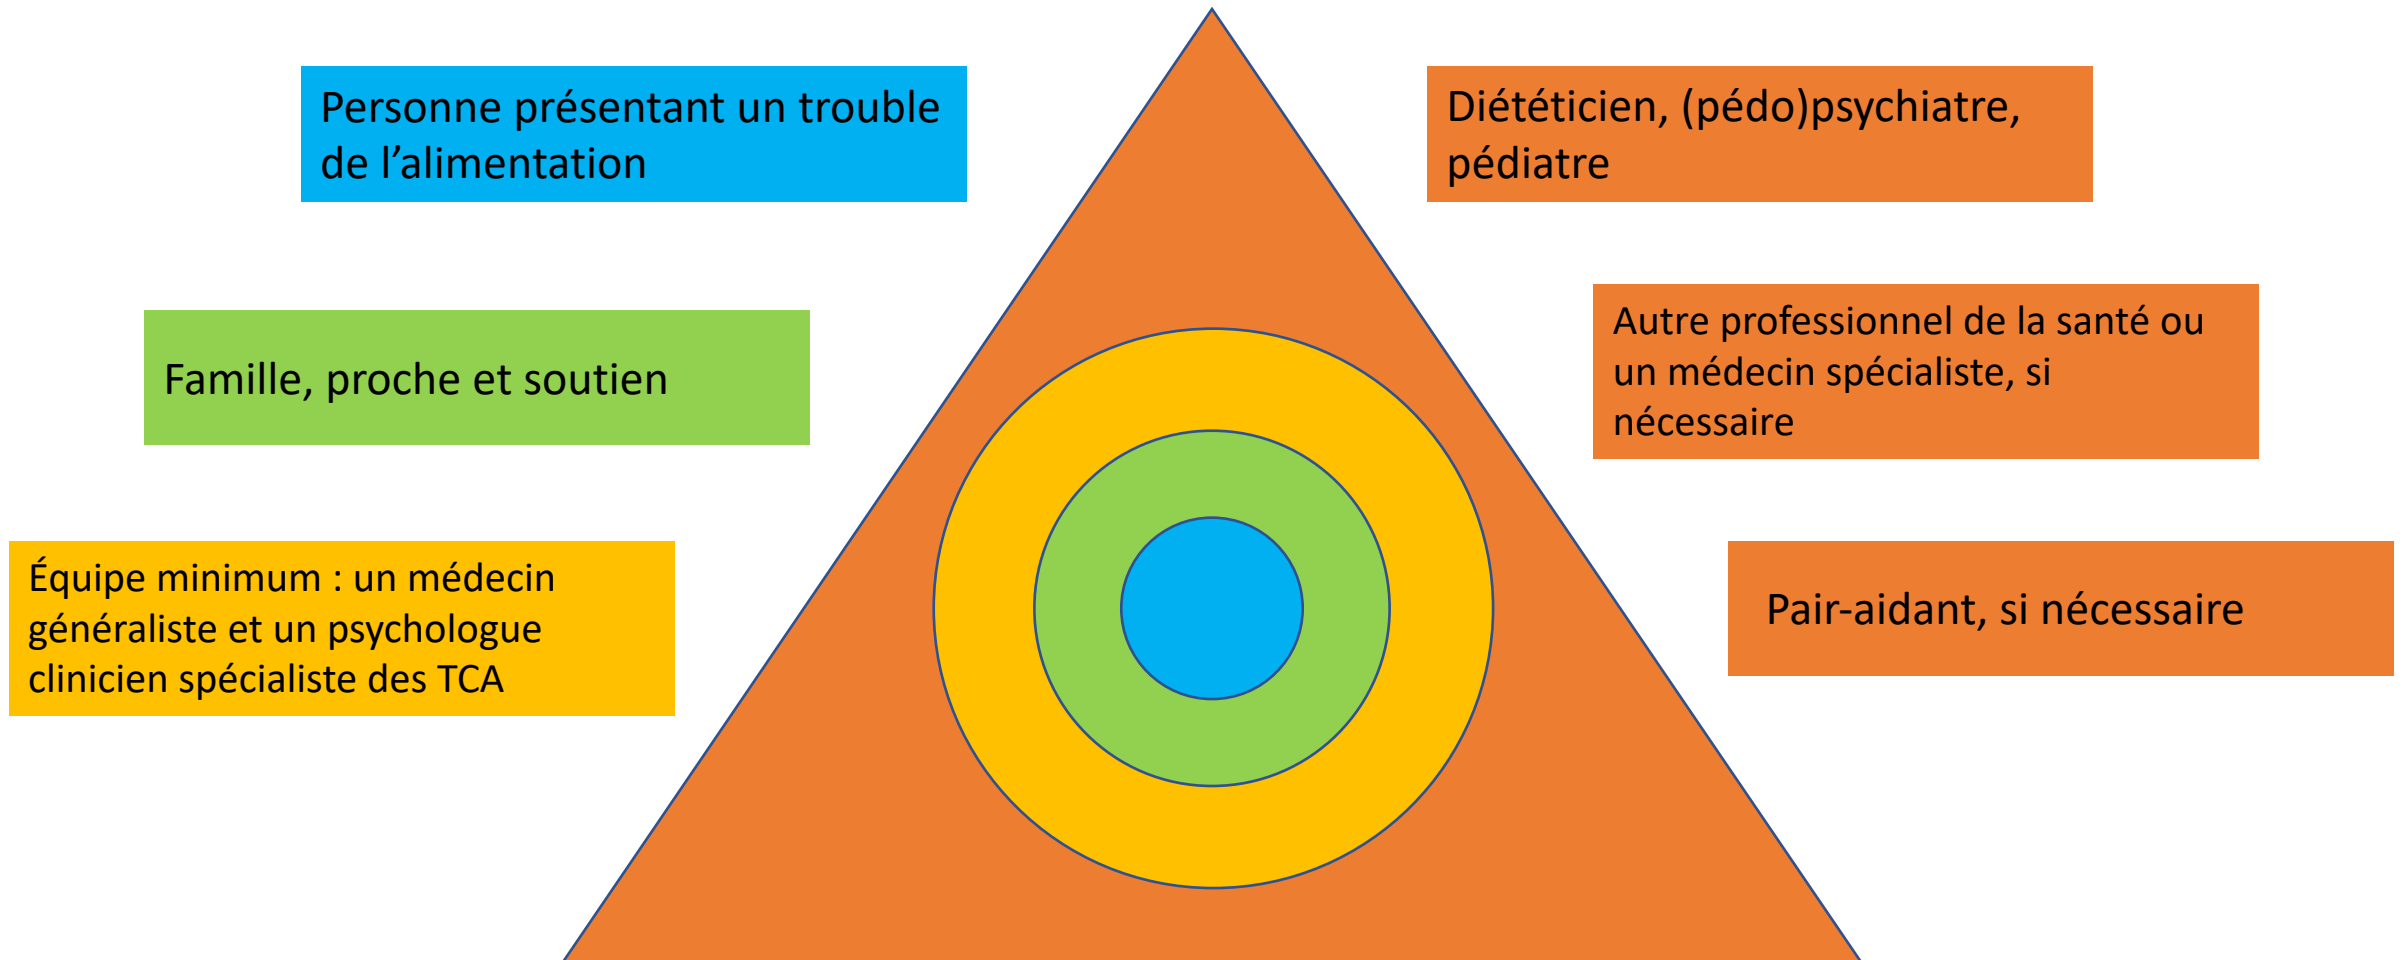 Personne présentant un trouble
de l’alimentation
Diététicien, (pédo)psychiatre,
pédiatre
Famille, proche et soutien
Autre professionnel de la santé ou
un médecin spécialiste, si
nécessaire
Équipe minimum : un médecin
généraliste et un psychologue
clinicien spécialiste des TCA
Pair-aidant, si nécessaire